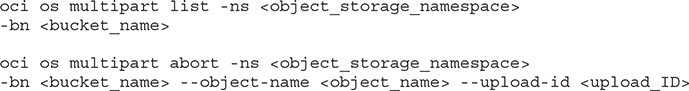 oci os multipart list -ns <object_storage_namespace>
-bn <bucket_name>
oci os multipart abort -ns <object_storage_namespace>
-bn <bucket_name> --object-name <object_name> --upload-id <upload_ID>